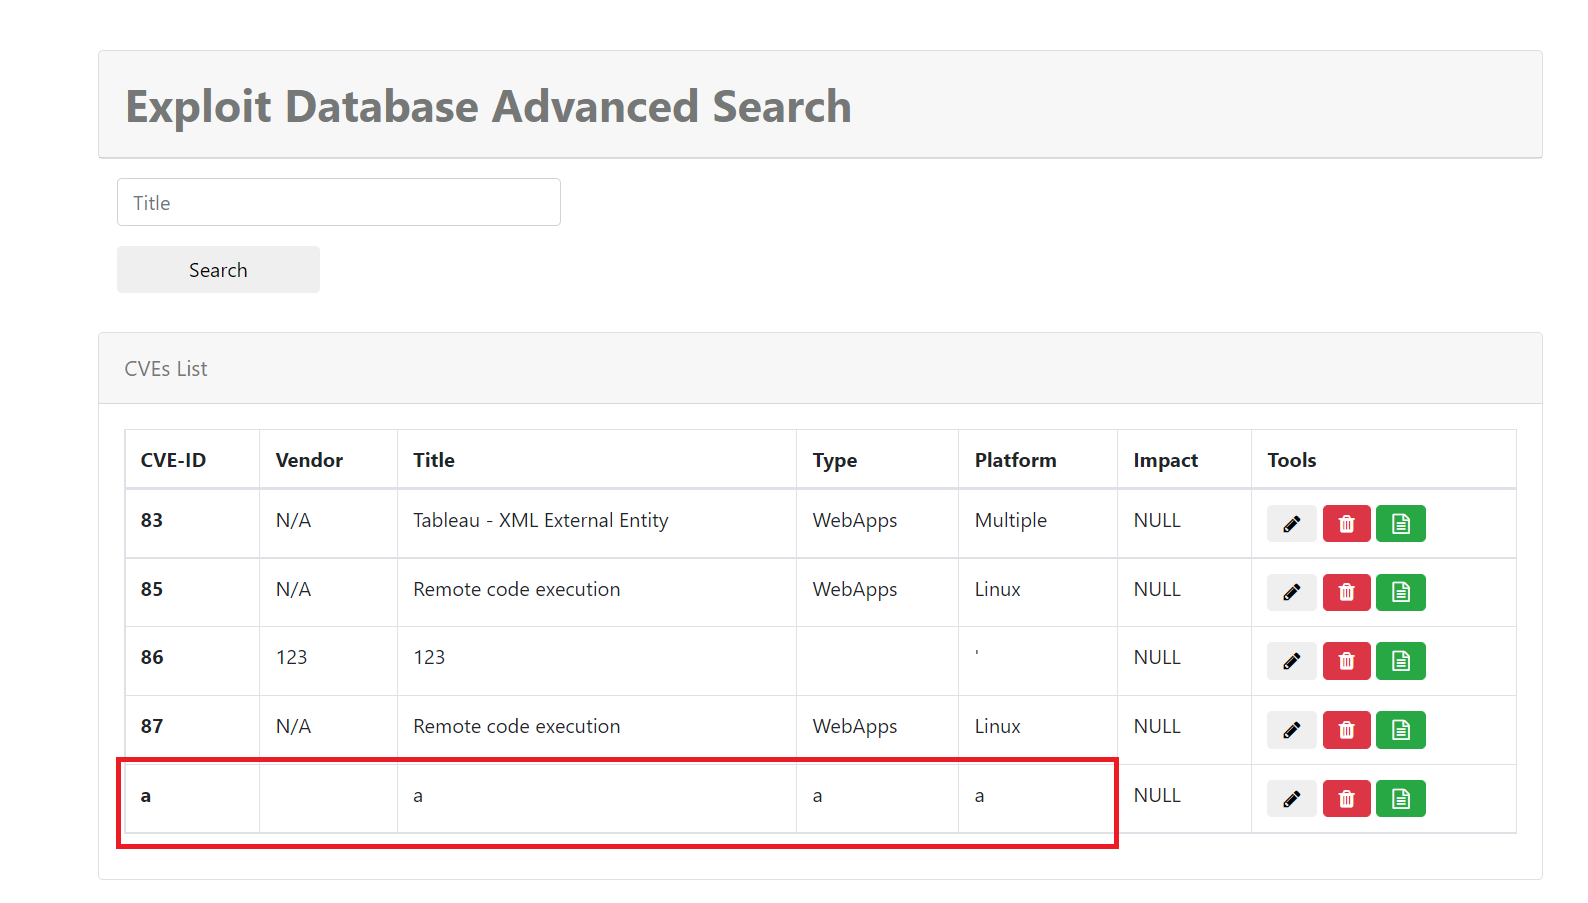 Exploit Database Advanced Search
Title
Search
CVEs List
CVE-ID Vendor Title Type Platform Impact Tools
83 N/A Tableau - XML External Entity WebApps Multiple NULL
85 N/A Remote code execution WebApps Linux NULL
86 123 123 ' NULL
87 N/A Remote code execution WebApps Linux NULL
a a a a NULL